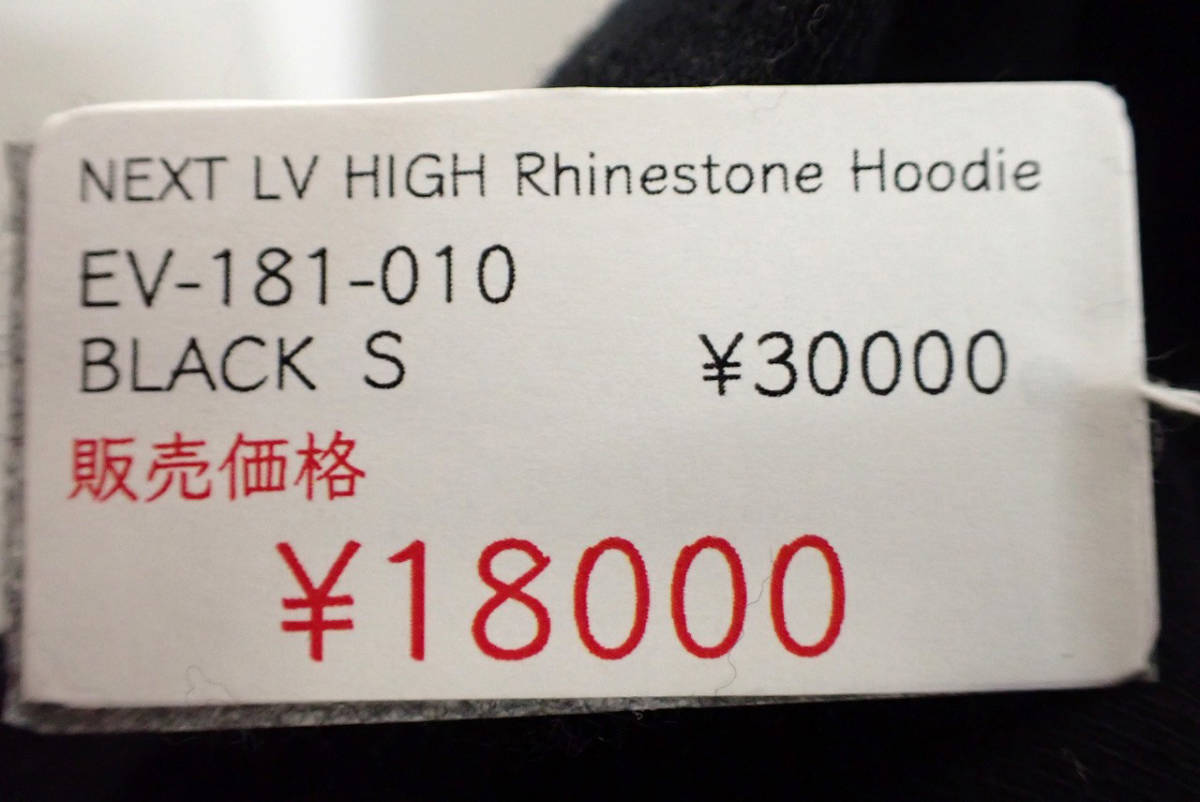 NEXT LV HIGH Rhinestone Hoodie
EV-181-010
BLACK S ¥30000
販売価格
¥18000